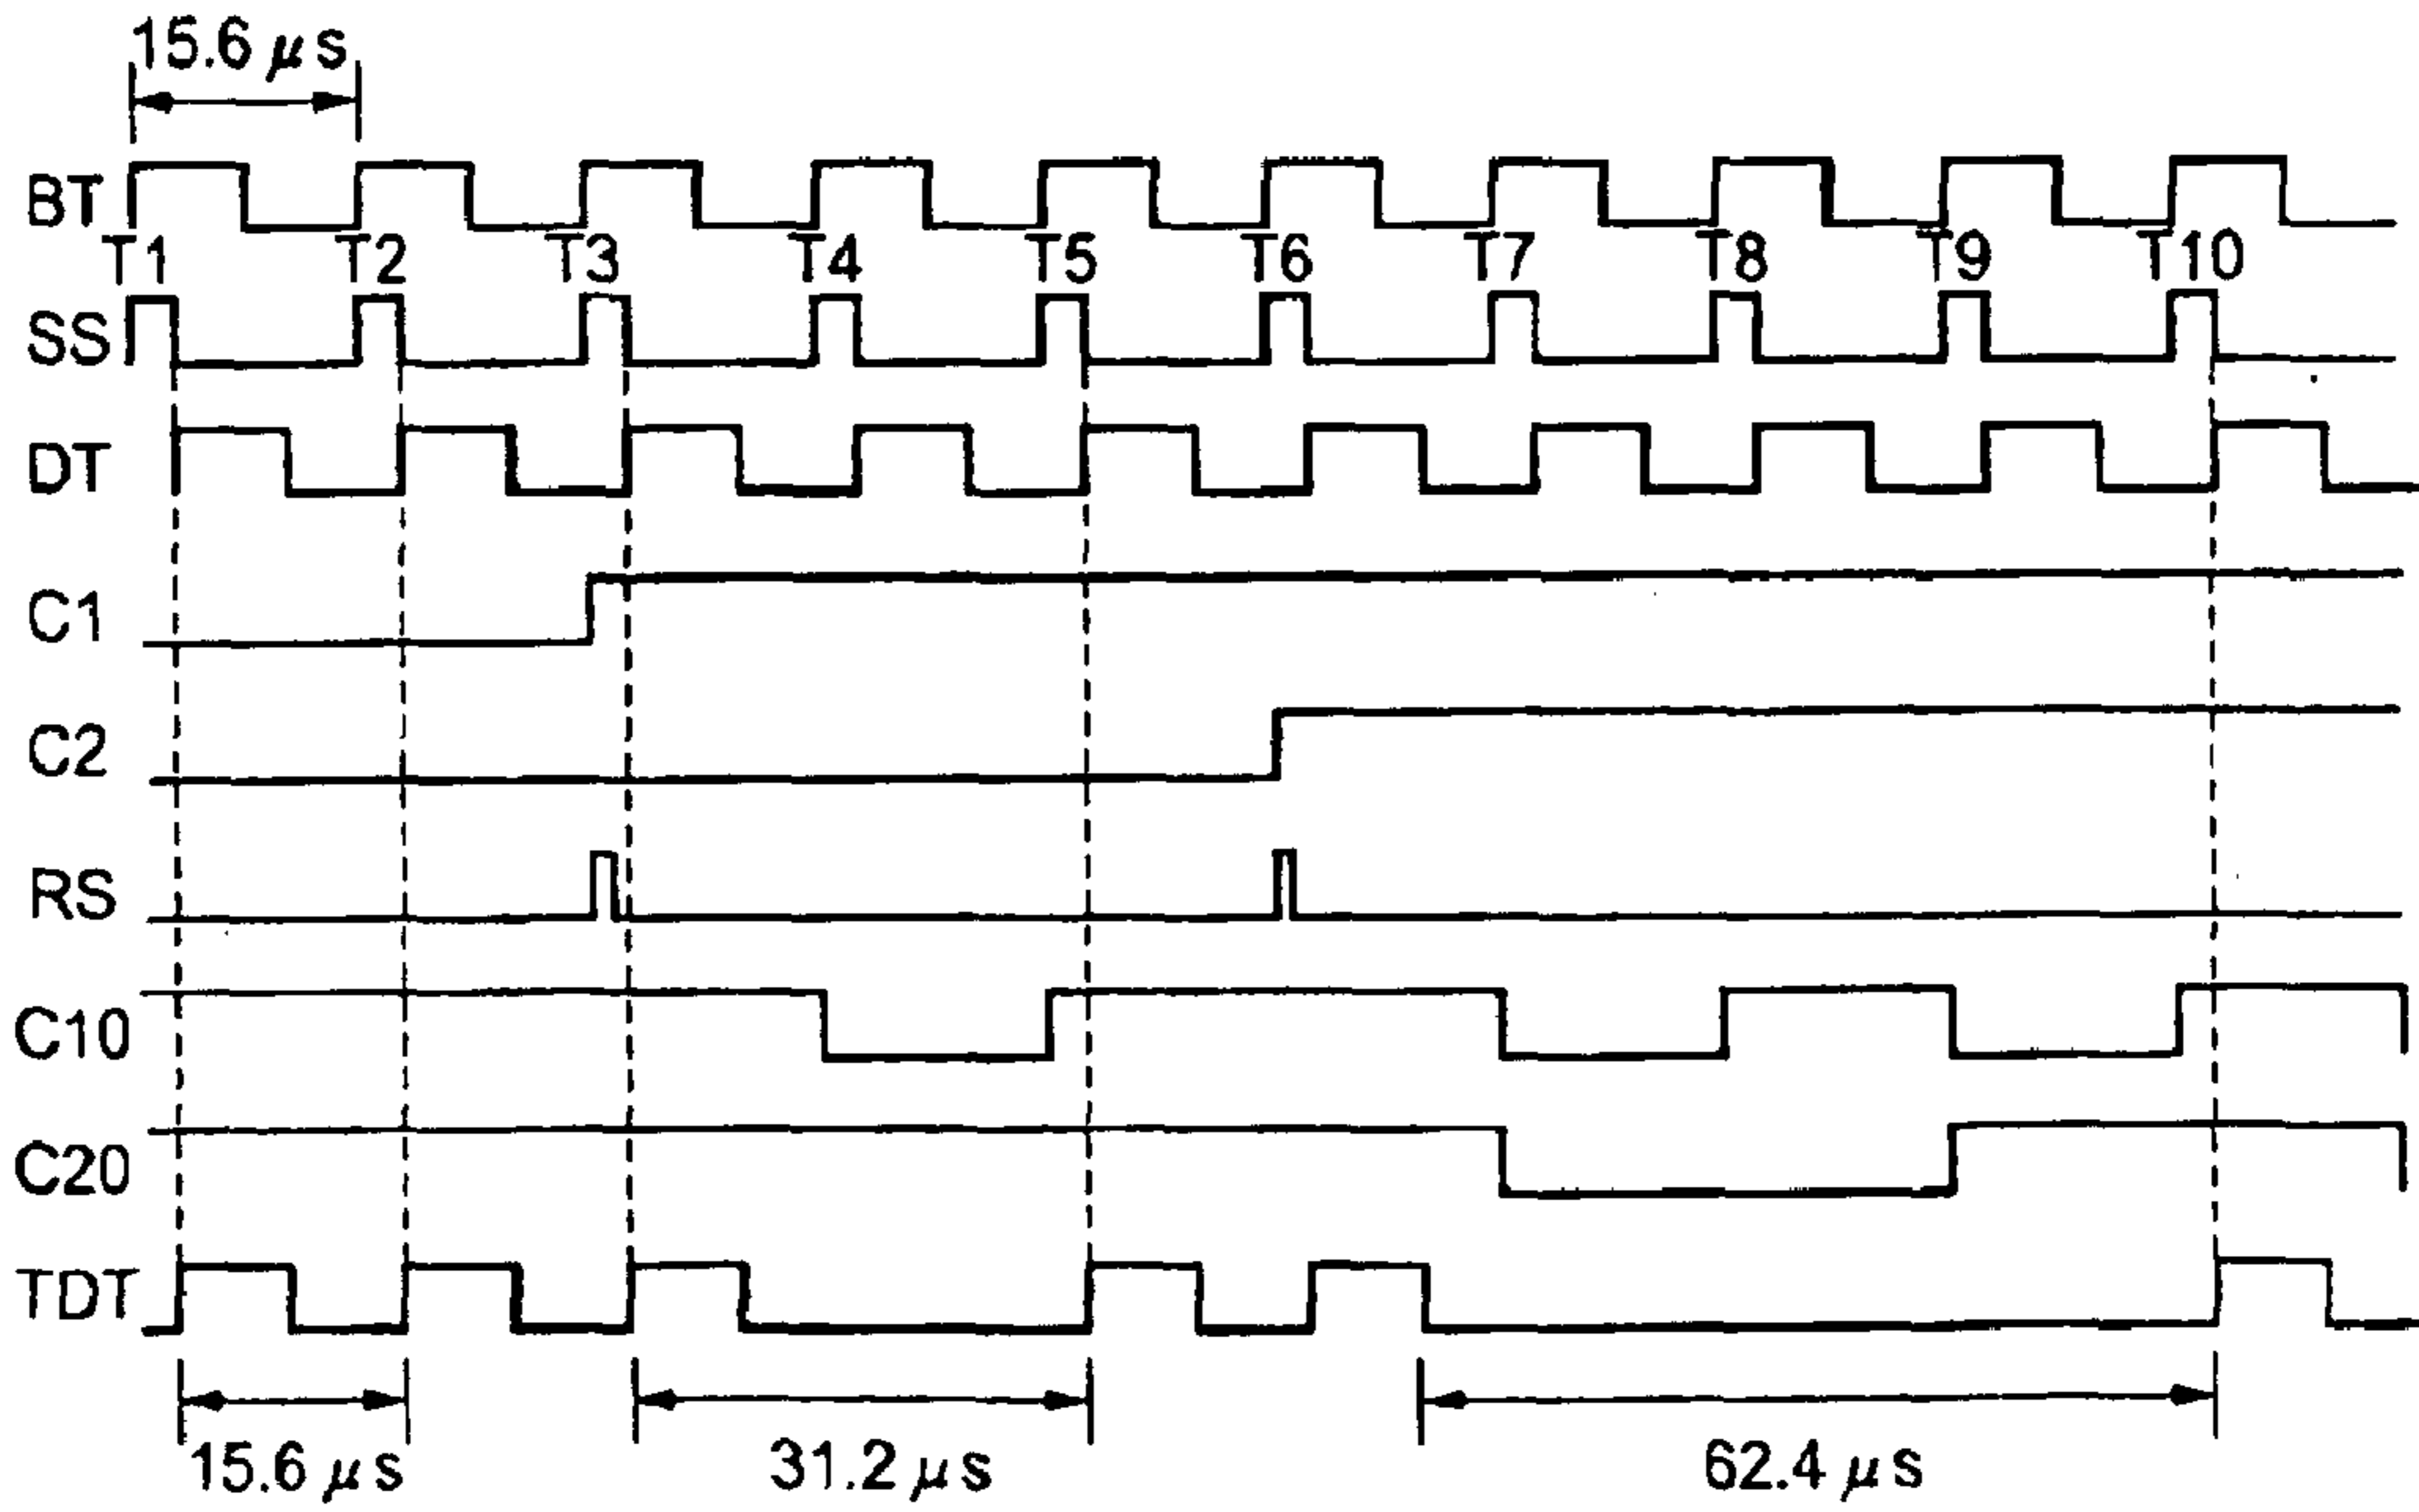 15.6 μs
BT
T1 T2 T3 T4 T5 T6 T7 T8 T9 T10
SS
DT
C1
C2
RS
C10
C20
TDT
15.6 μs 31.2 μs 62.4 μs